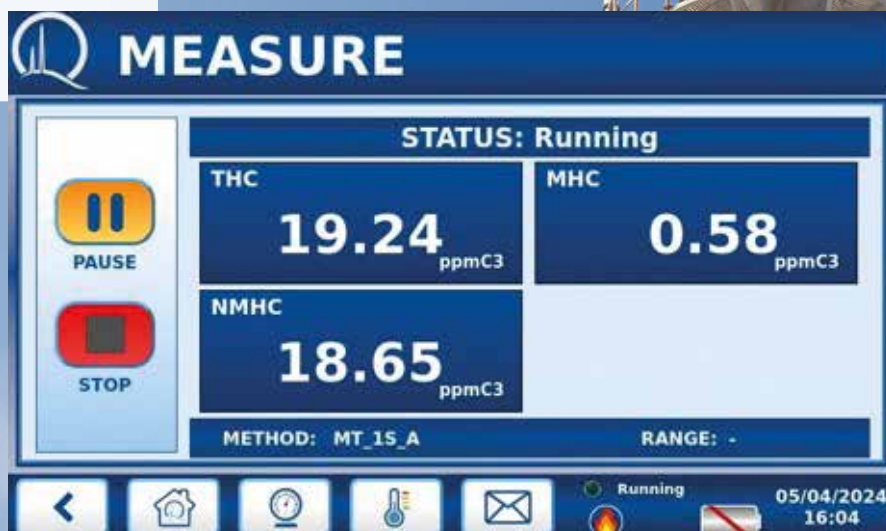 MEASURE
STATUS: Running
THC
19.24 ppmC3
MHC
0.58 ppmC3
PAUSE
NMHC
18.65 ppmC3
STOP
METHOD: MT_1S_A RANGE: -
Running
05/04/2024
16:04